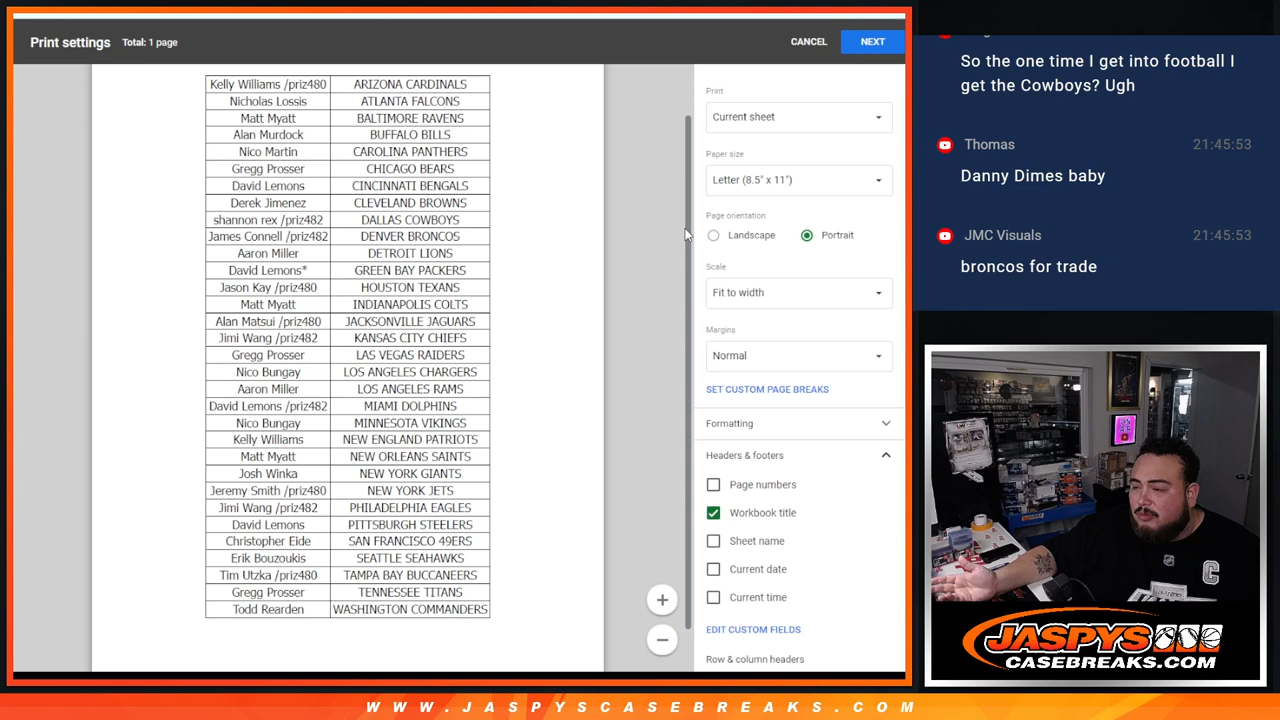 Print settings Total: 1 page CANCEL NEXT
Kelly Williams /priz480 ARIZONA CARDINALS
Nicholas Lossis ATLANTA FALCONS
Matt Myatt BALTIMORE RAVENS
Alan Murdock BUFFALO BILLS
Nico Martin CAROLINA PANTHERS
Gregg Prosser CHICAGO BEARS
David Lemons CINCINNATI BENGALS
Derek Jimenez CLEVELAND BROWNS
shannon rex /priz482 DALLAS COWBOYS
James Connell /priz482 DENVER BRONCOS
Aaron Miller DETROIT LIONS
David Lemons* GREEN BAY PACKERS
Jason Kay /priz480 HOUSTON TEXANS
Matt Myatt INDIANAPOLIS COLTS
Alan Matsui /priz480 JACKSONVILLE JAGUARS
Jimi Wang /priz482 KANSAS CITY CHIEFS
Gregg Prosser LAS VEGAS RAIDERS
Nico Bungay LOS ANGELES CHARGERS
Aaron Miller LOS ANGELES RAMS
David Lemons /priz482 MIAMI DOLPHINS
Nico Bungay MINNESOTA VIKINGS
Kelly Williams NEW ENGLAND PATRIOTS
Matt Myatt NEW ORLEANS SAINTS
Josh Winka NEW YORK GIANTS
Jeremy Smith /priz480 NEW YORK JETS
Jimi Wang /priz482 PHILADELPHIA EAGLES
David Lemons PITTSBURGH STEELERS
Christopher Eide SAN FRANCISCO 49ERS
Erik Bouzoukis SEATTLE SEAHAWKS
Tim Utzka /priz480 TAMPA BAY BUCCANEERS
Gregg Prosser TENNESSEE TITANS
Todd Rearden WASHINGTON COMMANDERS
Print
Current sheet
Paper size
Letter (8.5" x 11")
Page orientation
Landscape Portrait
Scale
Fit to width
Margins
Normal
SET CUSTOM PAGE BREAKS
Formatting
Headers & footers
Page numbers
Workbook title
Sheet name
Current date
Current time
EDIT CUSTOM FIELDS
Row & column headers
So the one time I get into football I
get the Cowboys? Ugh
Thomas 21:45:53
Danny Dimes baby
JMC Visuals 21:45:53
broncos for trade
C
JASPYS
CASEBREAKS.COM
WWW.JASPYSCASEBREAKS.COM